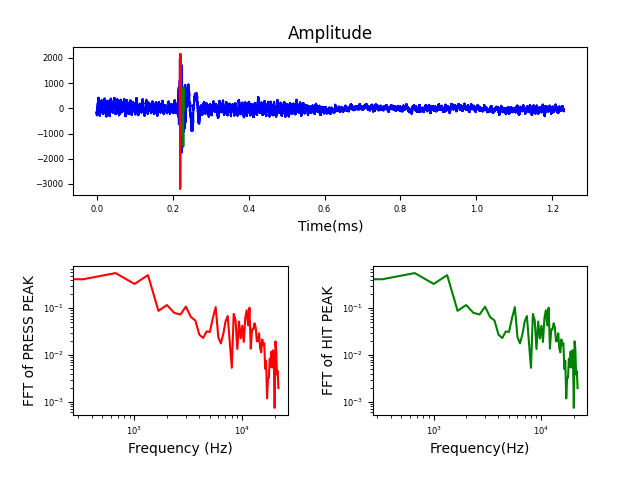 Amplitude
2000
1000
0
−1000
−2000
−3000
0.0 0.2 0.4 0.6 0.8 1.0 1.2
Time(ms)
FFT of PRESS PEAK
10⁻¹
10⁻²
10⁻³
10³ 10⁴
Frequency (Hz)
FFT of HIT PEAK
10⁻¹
10⁻²
10⁻³
10³ 10⁴
Frequency(Hz)